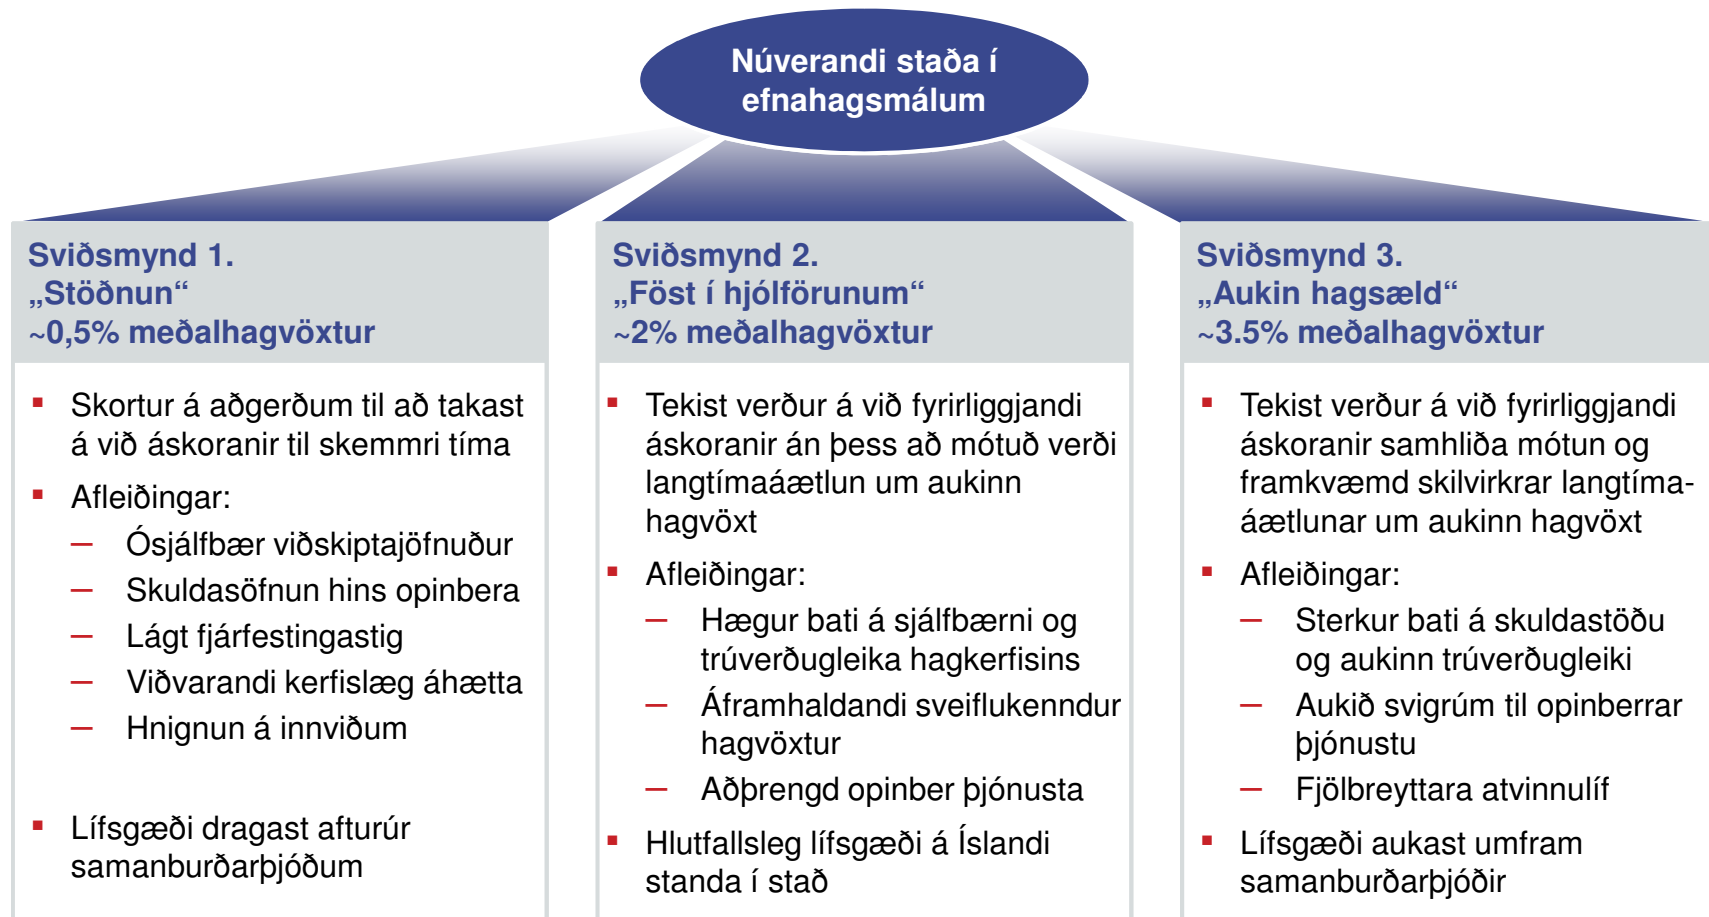 Núverandi staða í
efnahagsmálum
Sviðsmynd 1.
„Stöðnun“
~0,5% meðalhagvöxtur
▪ Skortur á aðgerðum til að takast
á við áskoranir til skemmri tíma
▪ Afleiðingar:
– Ósjálfbær viðskiptajöfnuður
– Skuldasöfnun hins opinbera
– Lágt fjárfestingastig
– Viðvarandi kerfislæg áhætta
– Hnignun á innviðum
▪ Lífsgæði dragast afturúr
samanburðarþjóðum
Sviðsmynd 2.
„Föst í hjólförunum“
~2% meðalhagvöxtur
▪ Tekist verður á við fyrirliggjandi
áskoranir án þess að mótuð verði
langtímaáætlun um aukinn
hagvöxt
▪ Afleiðingar:
– Hægur bati á sjálfbærni og
trúverðugleika hagkerfisins
– Áframhaldandi sveiflukenndur
hagvöxtur
– Aðþrengd opinber þjónusta
▪ Hlutfallsleg lífsgæði á Íslandi
standa í stað
Sviðsmynd 3.
„Aukin hagsæld“
~3.5% meðalhagvöxtur
▪ Tekist verður á við fyrirliggjandi
áskoranir samhliða mótun og
framkvæmd skilvirkrar langtíma-
áætlunar um aukinn hagvöxt
▪ Afleiðingar:
– Sterkur bati á skuldastöðu
og aukinn trúverðugleiki
– Aukið svigrúm til opinberrar
þjónustu
– Fjölbreyttara atvinnulíf
▪ Lífsgæði aukast umfram
samanburðarþjóðir